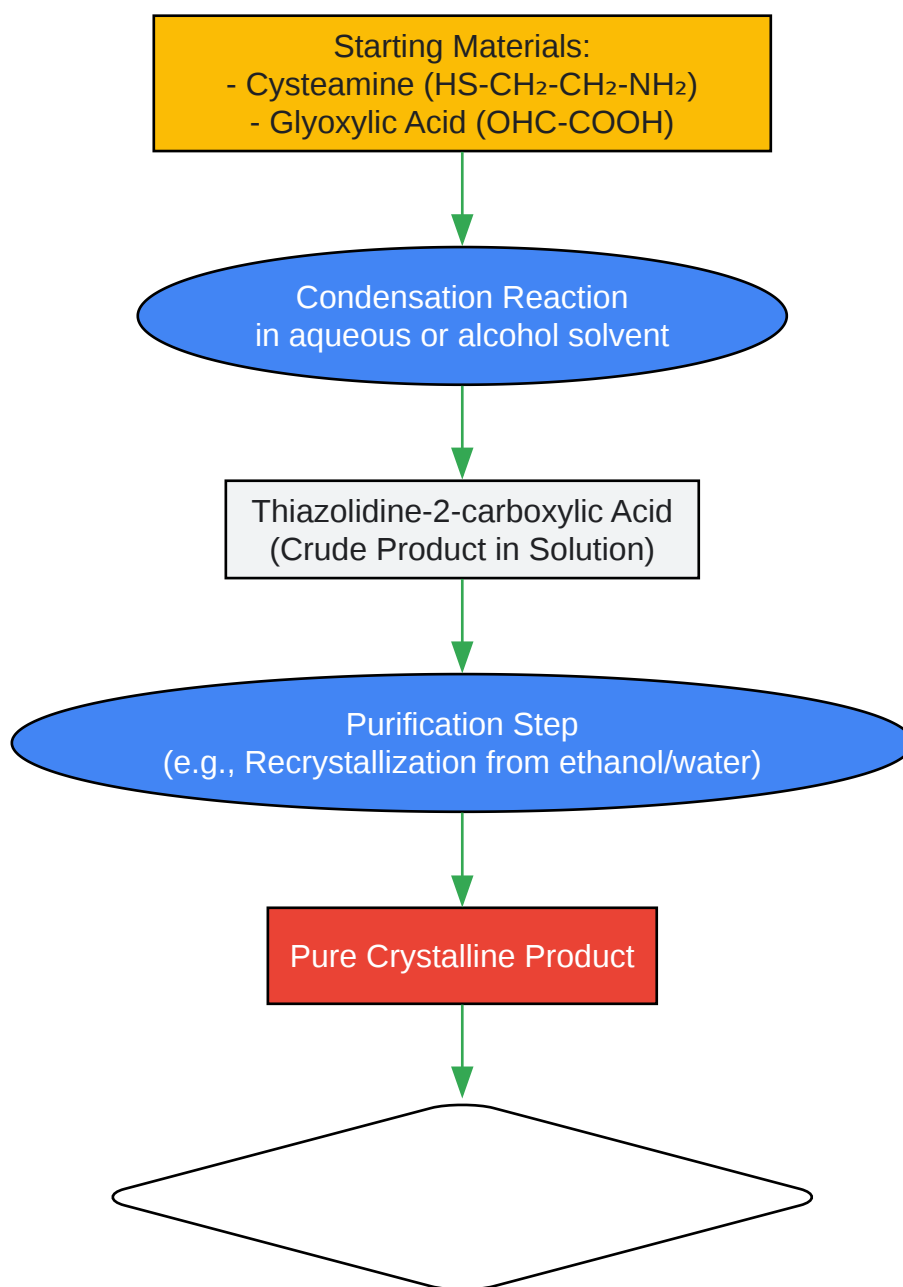 Starting Materials:
- Cysteamine (HS-CH₂-CH₂-NH₂)
- Glyoxylic Acid (OHC-COOH)
Condensation Reaction
in aqueous or alcohol solvent
Thiazolidine-2-carboxylic Acid
(Crude Product in Solution)
Purification Step
(e.g., Recrystallization from ethanol/water)
Pure Crystalline Product